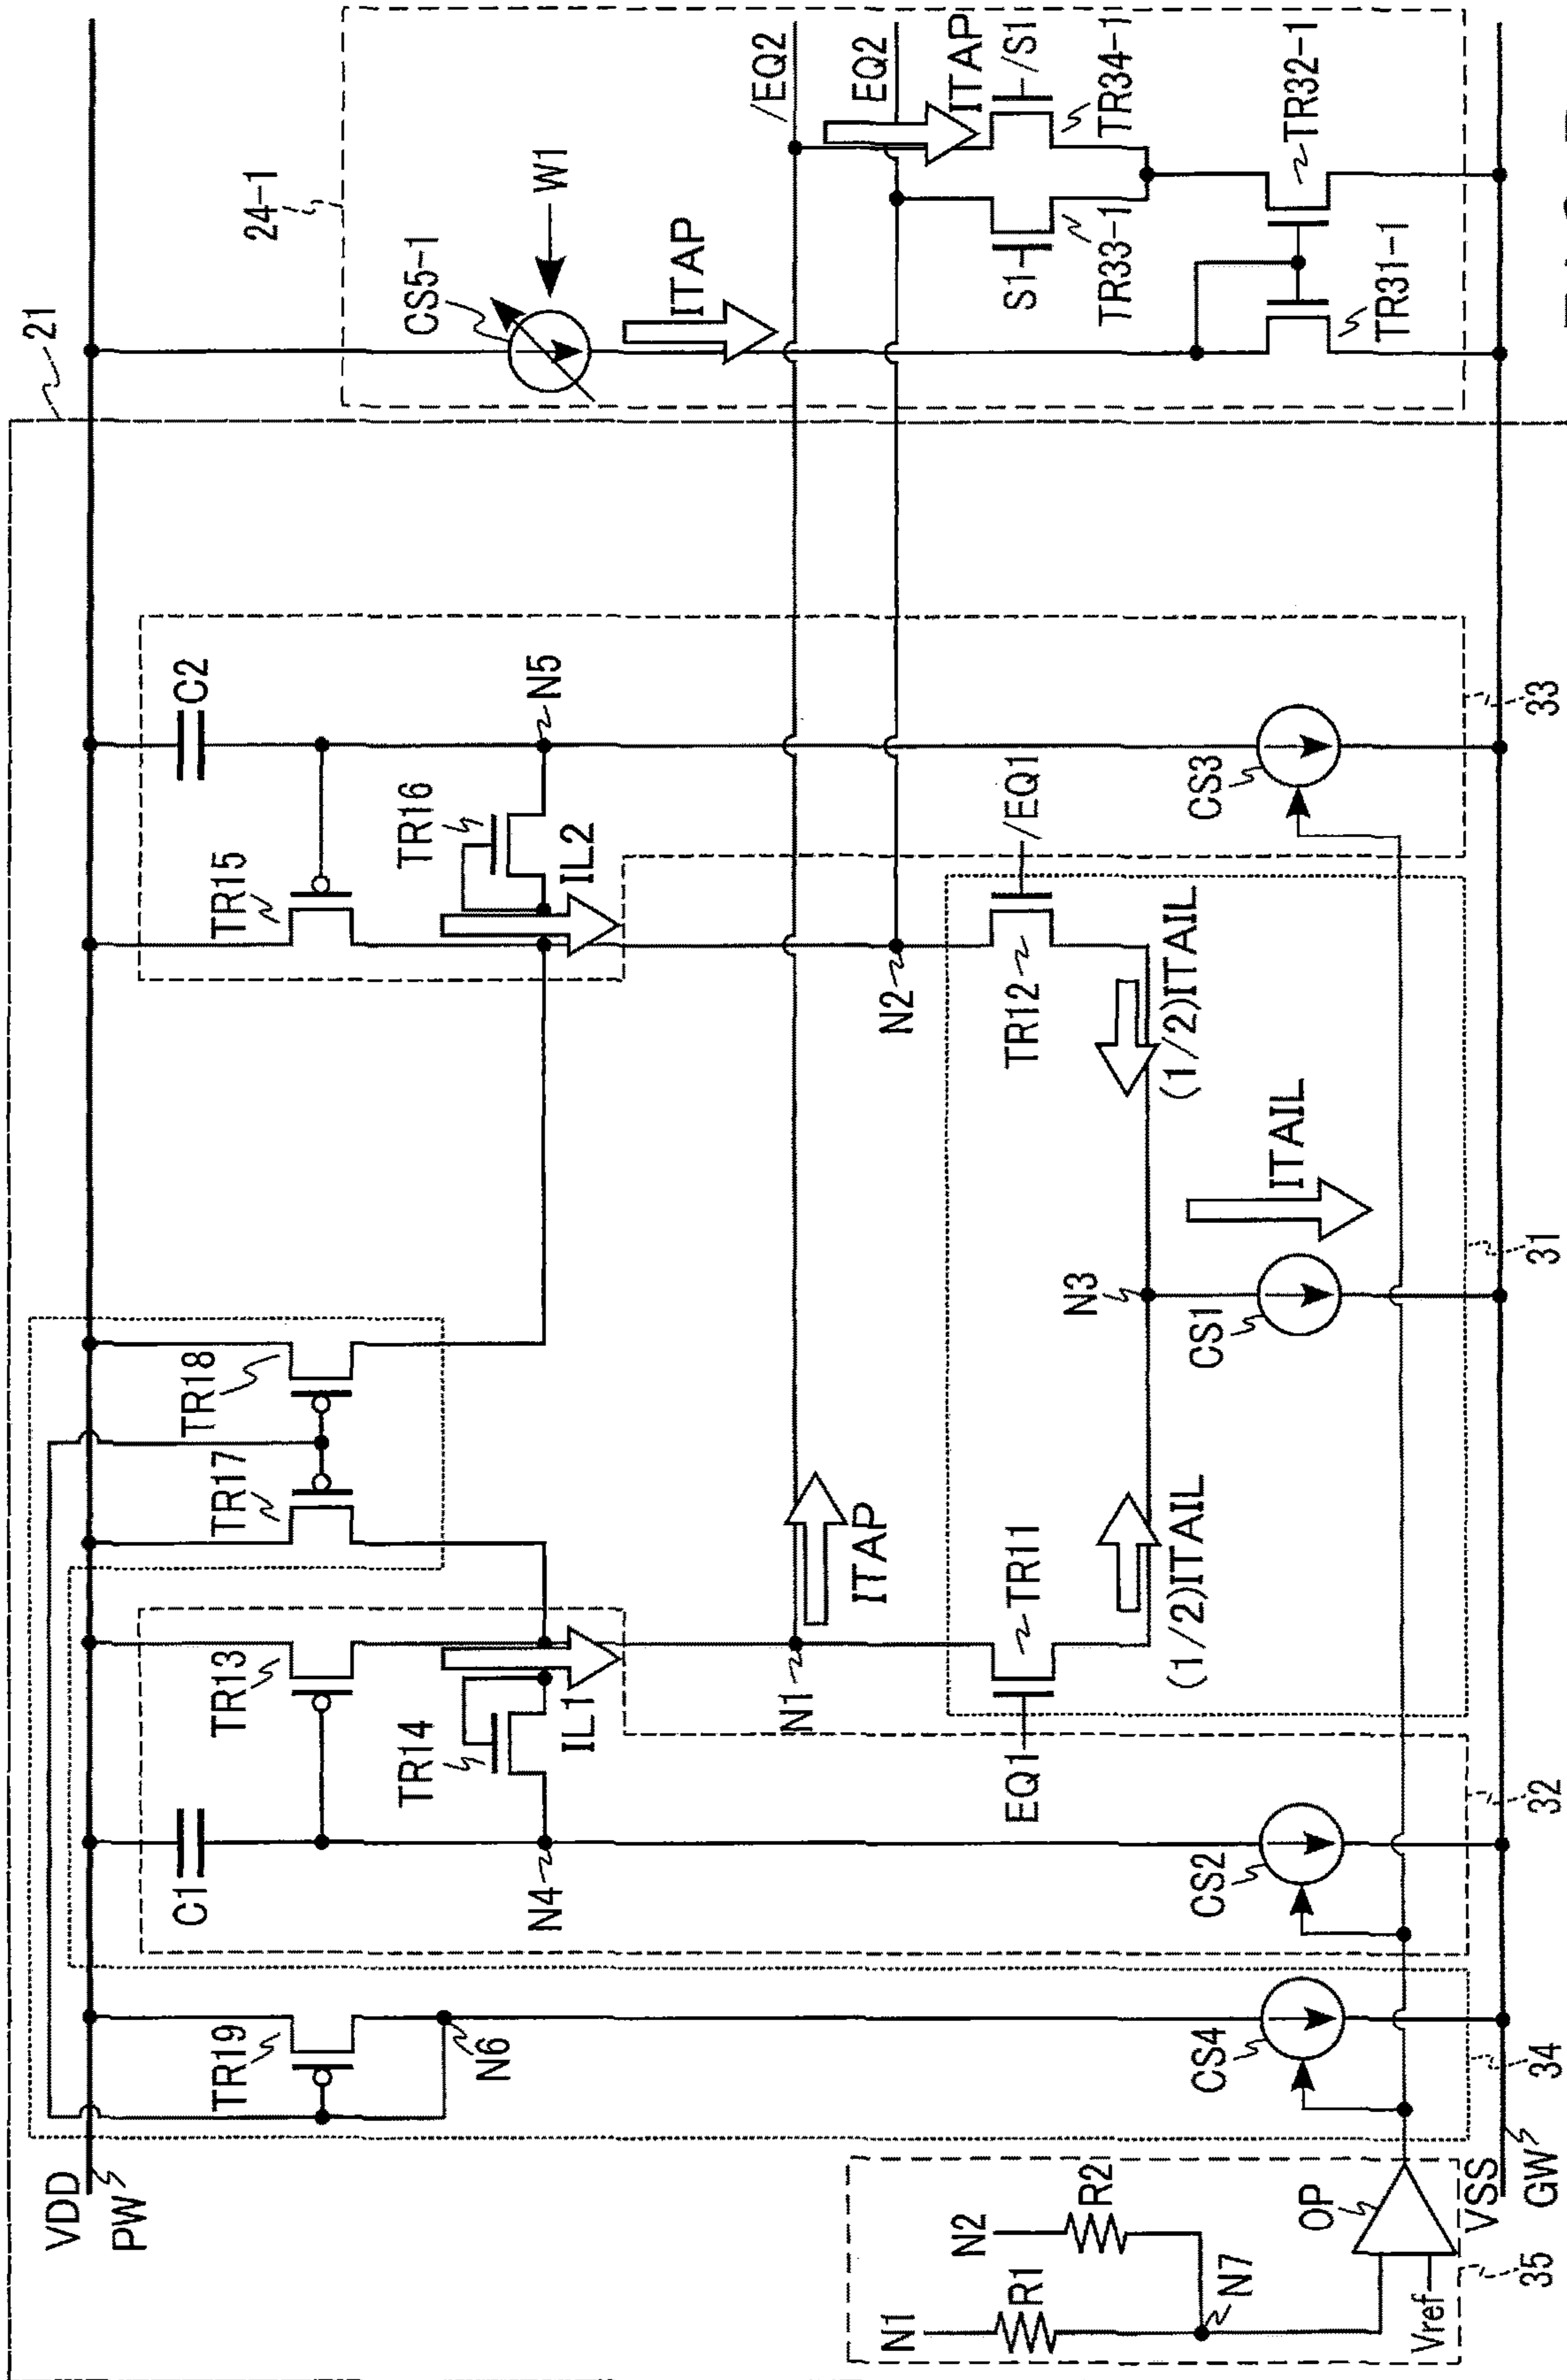 21
VDD
PW
TR19
N6
C1
TR13
TR14
IL1
N4
TR17
TR18
TR15
TR16
IL2
C2
N5
24-1
CS5-1
W1
ITAP
/EQ2
EQ2
ITAP
S1
/S1
TR33-1
TR34-1
TR31-1
TR32-1
N1
ITAP
N2
EQ1
TR11
TR12
/EQ1
(1/2)ITAIL
(1/2)ITAIL
N3
ITAIL
CS1
CS2
CS3
CS4
N1
R1
N2
R2
N7
OP
Vref
VSS
GW
35
34
32
31
33